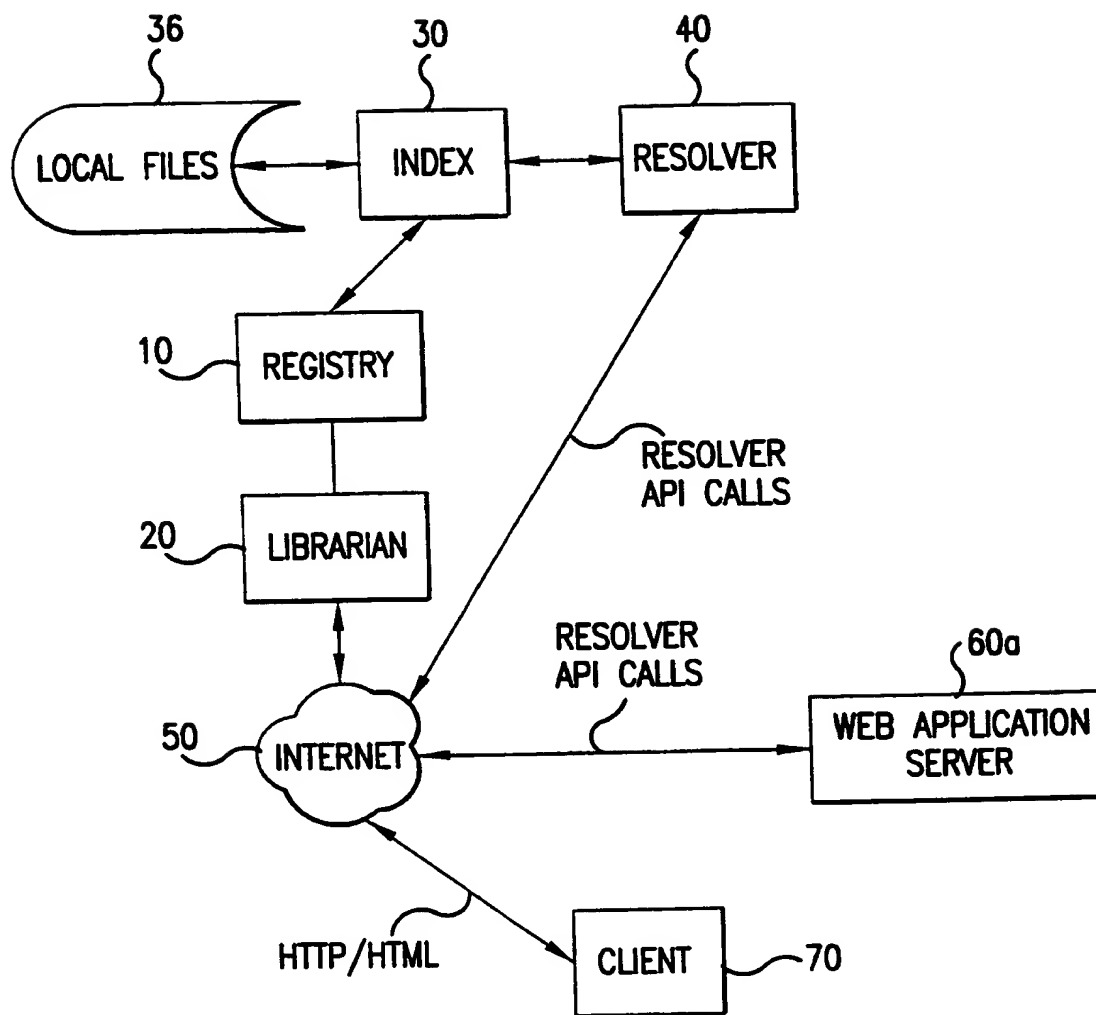 36
30
40
LOCAL FILES
INDEX
RESOLVER
10
REGISTRY
RESOLVER
API CALLS
20
LIBRARIAN
RESOLVER
API CALLS
60a
50
INTERNET
WEB APPLICATION
SERVER
HTTP/HTML
CLIENT
70